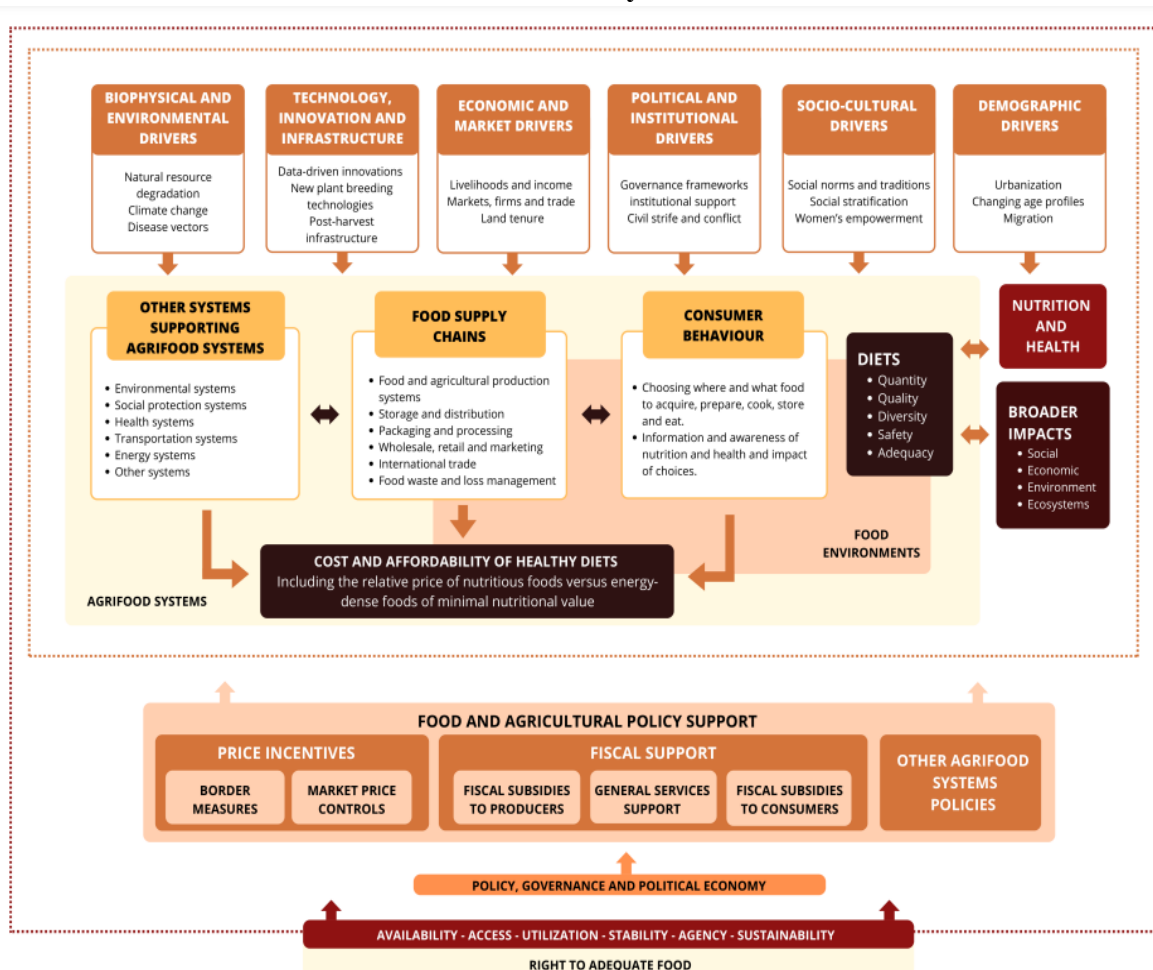 BIOPHYSICAL AND
ENVIRONMENTAL
DRIVERS
Natural resource
degradation
Climate change
Disease vectors
TECHNOLOGY,
INNOVATION AND
INFRASTRUCTURE
Data-driven innovations
New plant breeding
technologies
Post-harvest
infrastructure
ECONOMIC AND
MARKET DRIVERS
Livelihoods and income
Markets, firms and trade
Land tenure
POLITICAL AND
INSTITUTIONAL
DRIVERS
Governance frameworks
institutional support
Civil strife and conflict
SOCIO-CULTURAL
DRIVERS
Social norms and traditions
Social stratification
Women's empowerment
DEMOGRAPHIC
DRIVERS
Urbanization
Changing age profiles
Migration
OTHER SYSTEMS
SUPPORTING
AGRIFOOD SYSTEMS
• Environmental systems
• Social protection systems
• Health systems
• Transportation systems
• Energy systems
• Other systems
FOOD SUPPLY
CHAINS
• Food and agricultural production
systems
• Storage and distribution
• Packaging and processing
• Wholesale, retail and marketing
• International trade
• Food waste and loss management
CONSUMER
BEHAVIOUR
• Choosing where and what food
to acquire, prepare, cook, store
and eat.
• Information and awareness of
nutrition and health and impact
of choices.
DIETS
• Quantity
• Quality
• Diversity
• Safety
• Adequacy
NUTRITION
AND
HEALTH
BROADER
IMPACTS
• Social
• Economic
• Environment
• Ecosystems
FOOD
ENVIRONMENTS
COST AND AFFORDABILITY OF HEALTHY DIETS
Including the relative price of nutritious foods versus energy-
dense foods of minimal nutritional value
AGRIFOOD SYSTEMS
FOOD AND AGRICULTURAL POLICY SUPPORT
PRICE INCENTIVES
BORDER
MEASURES
MARKET PRICE
CONTROLS
FISCAL SUPPORT
FISCAL SUBSIDIES
TO PRODUCERS
GENERAL SERVICES
SUPPORT
FISCAL SUBSIDIES
TO CONSUMERS
OTHER AGRIFOOD
SYSTEMS
POLICIES
POLICY, GOVERNANCE AND POLITICAL ECONOMY
AVAILABILITY - ACCESS - UTILIZATION - STABILITY - AGENCY - SUSTAINABILITY
RIGHT TO ADEQUATE FOOD